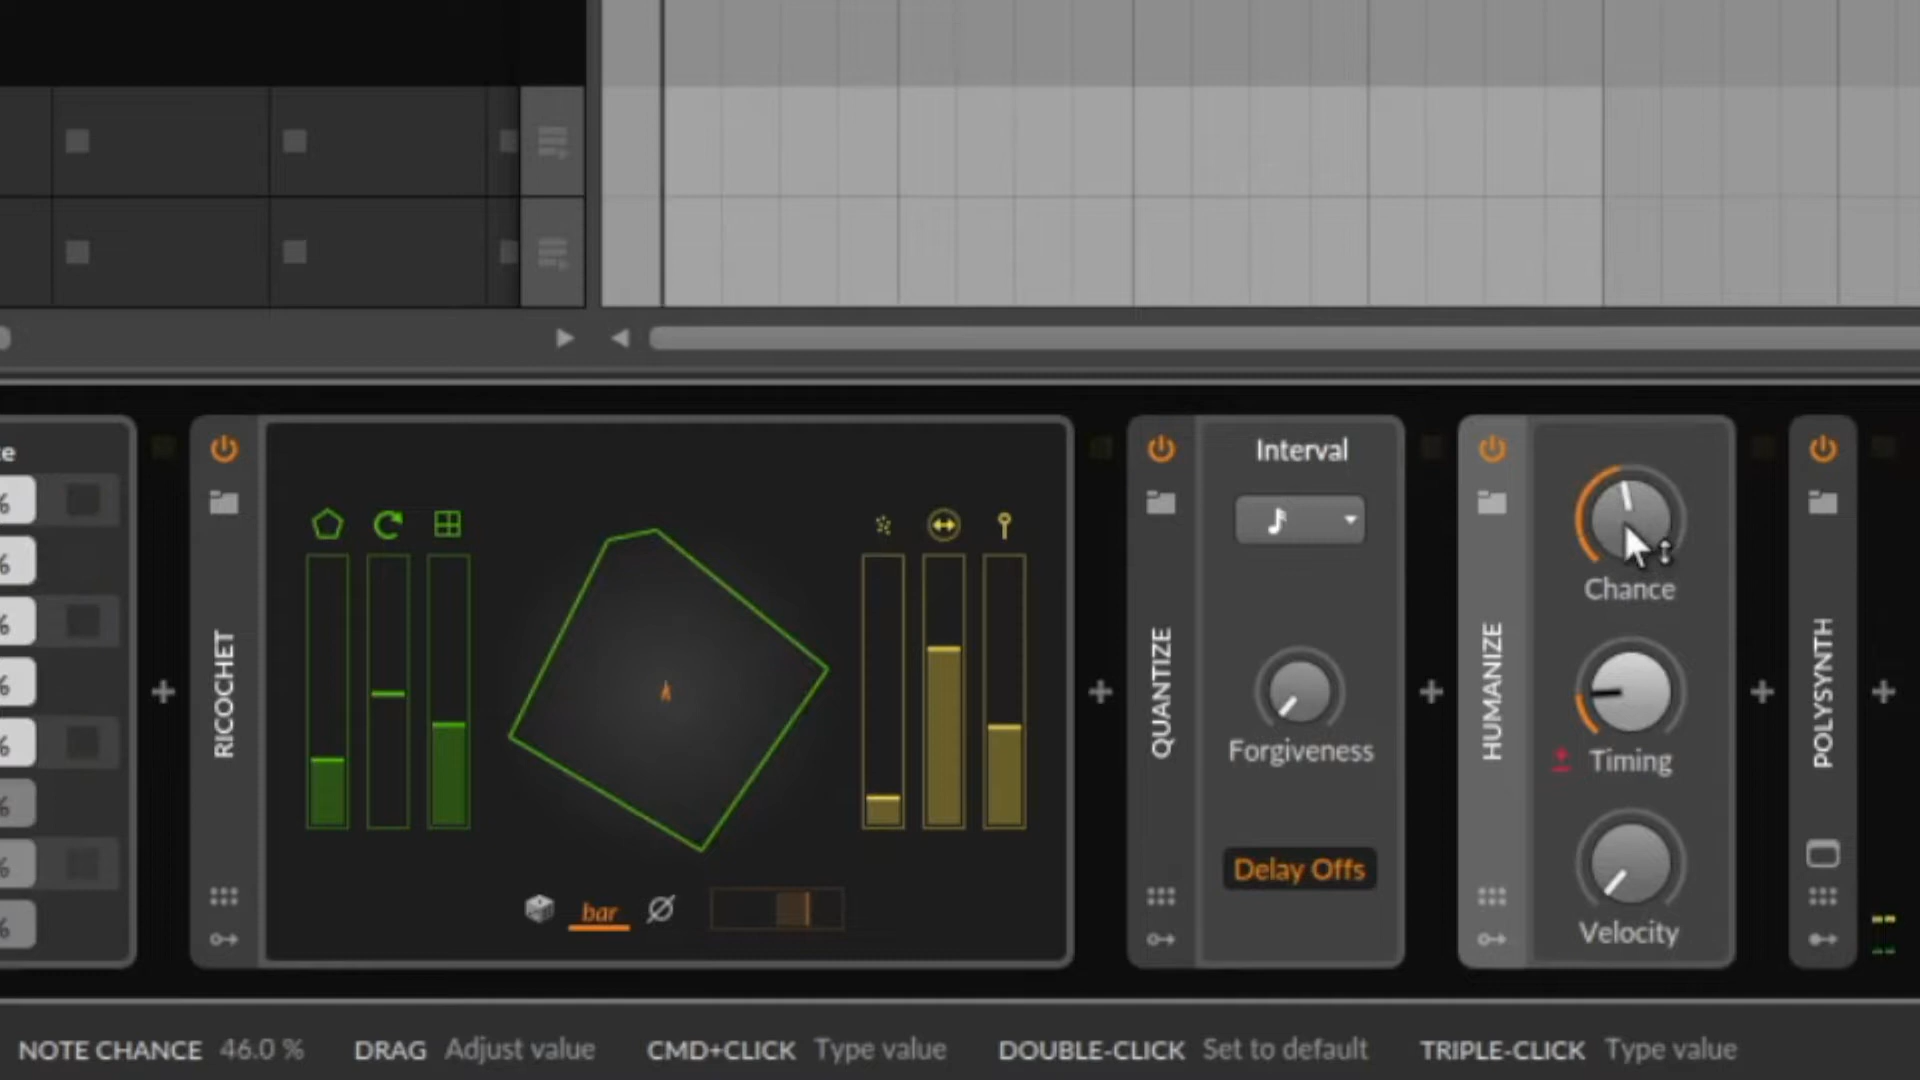 RICOCHET
bar
QUANTIZE
Interval
Forgiveness
Delay Offs
HUMANIZE
Chance
Timing
Velocity
POLYSYNTH
NOTE CHANCE 46.0 % DRAG Adjust value CMD+CLICK Type value DOUBLE-CLICK Set to default TRIPLE-CLICK Type value